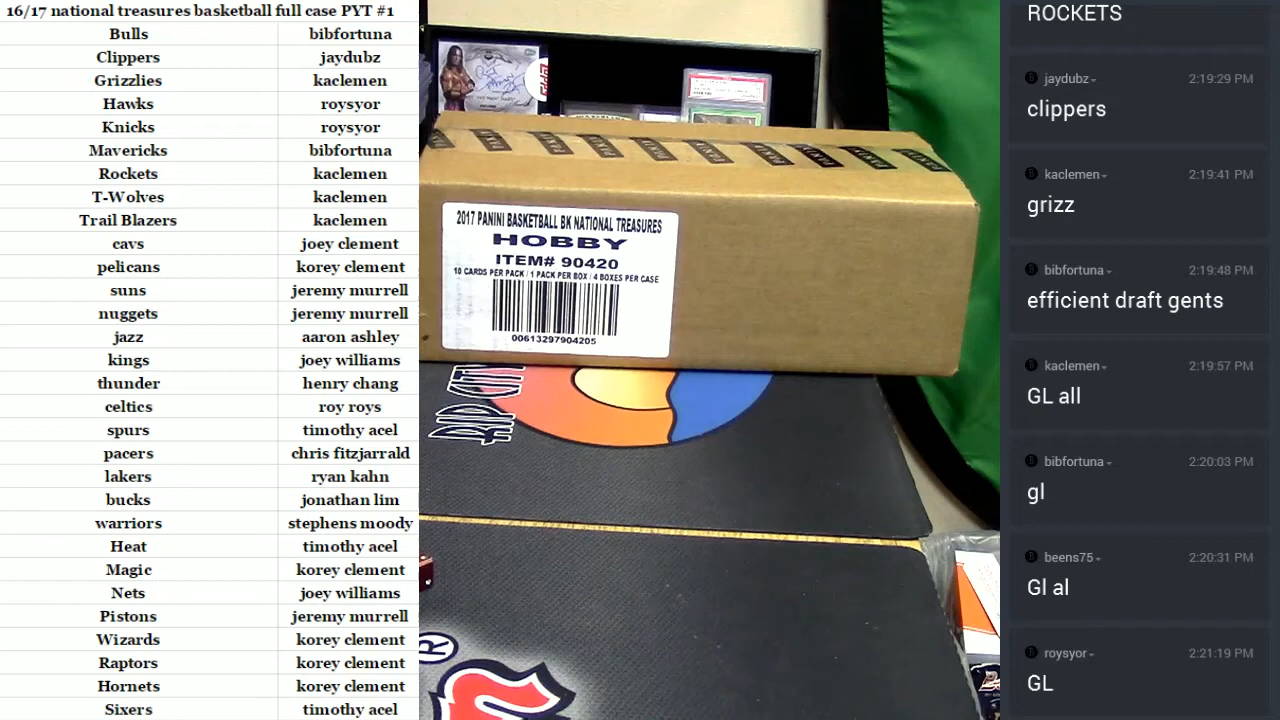 16/17 national treasures basketball full case PYT #1
Bulls bibfortuna
Clippers jaydubz
Grizzlies kaclemen
Hawks roysyor
Knicks roysyor
Mavericks bibfortuna
Rockets kaclemen
T-Wolves kaclemen
Trail Blazers kaclemen
cavs joey clement
pelicans korey clement
suns jeremy murrell
nuggets jeremy murrell
jazz aaron ashley
kings joey williams
thunder henry chang
celtics roy roys
spurs timothy acel
pacers chris fitzjarrald
lakers ryan kahn
bucks jonathan lim
warriors stephens moody
Heat timothy acel
Magic korey clement
Nets joey williams
Pistons jeremy murrell
Wizards korey clement
Raptors korey clement
Hornets korey clement
Sixers timothy acel
2017 PANINI BASKETBALL BK NATIONAL TREASURES
HOBBY
ITEM# 90420
10 CARDS PER PACK / 1 PACK PER BOX / 4 BOXES PER CASE
00613297904205
RIP CITY
ROCKETS
jaydubz 2:19:29 PM
clippers
kaclemen 2:19:41 PM
grizz
bibfortuna 2:19:48 PM
efficient draft gents
kaclemen 2:19:57 PM
GL all
bibfortuna 2:20:03 PM
gl
beens75 2:20:31 PM
Gl al
roysyor 2:21:19 PM
GL